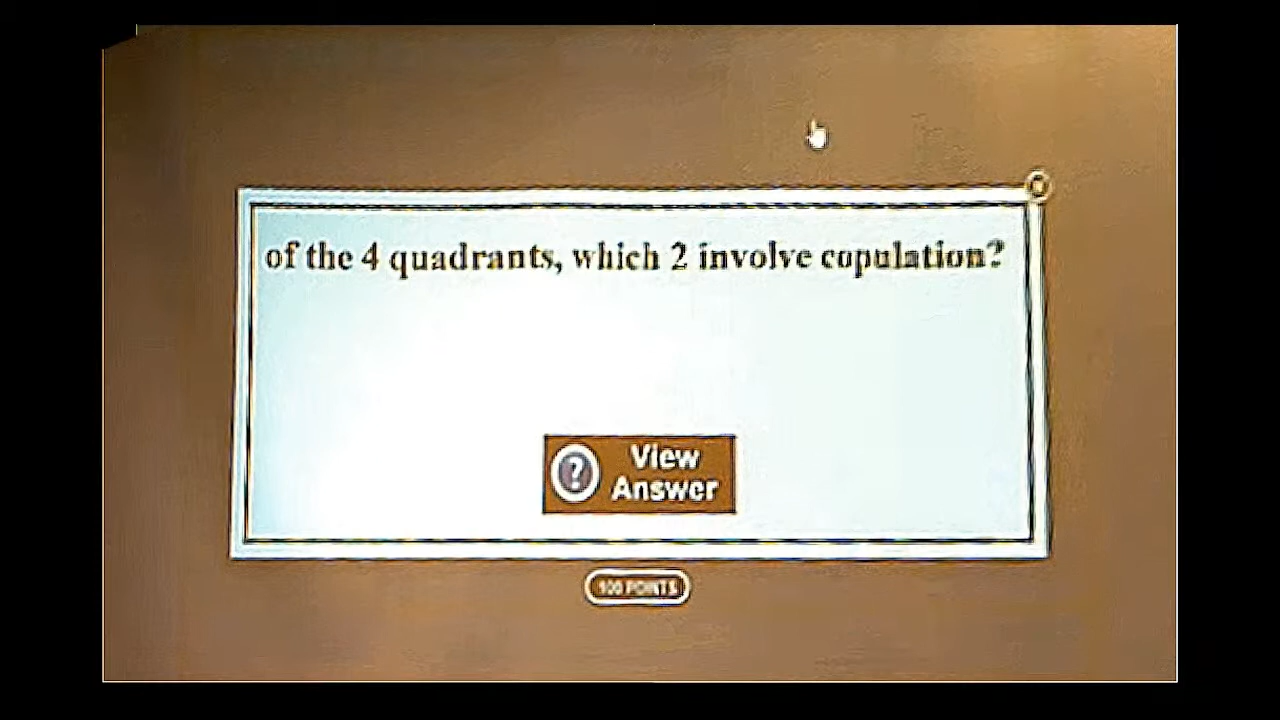 of the 4 quadrants, which 2 involve copulation?
View
Answer
100 POINTS